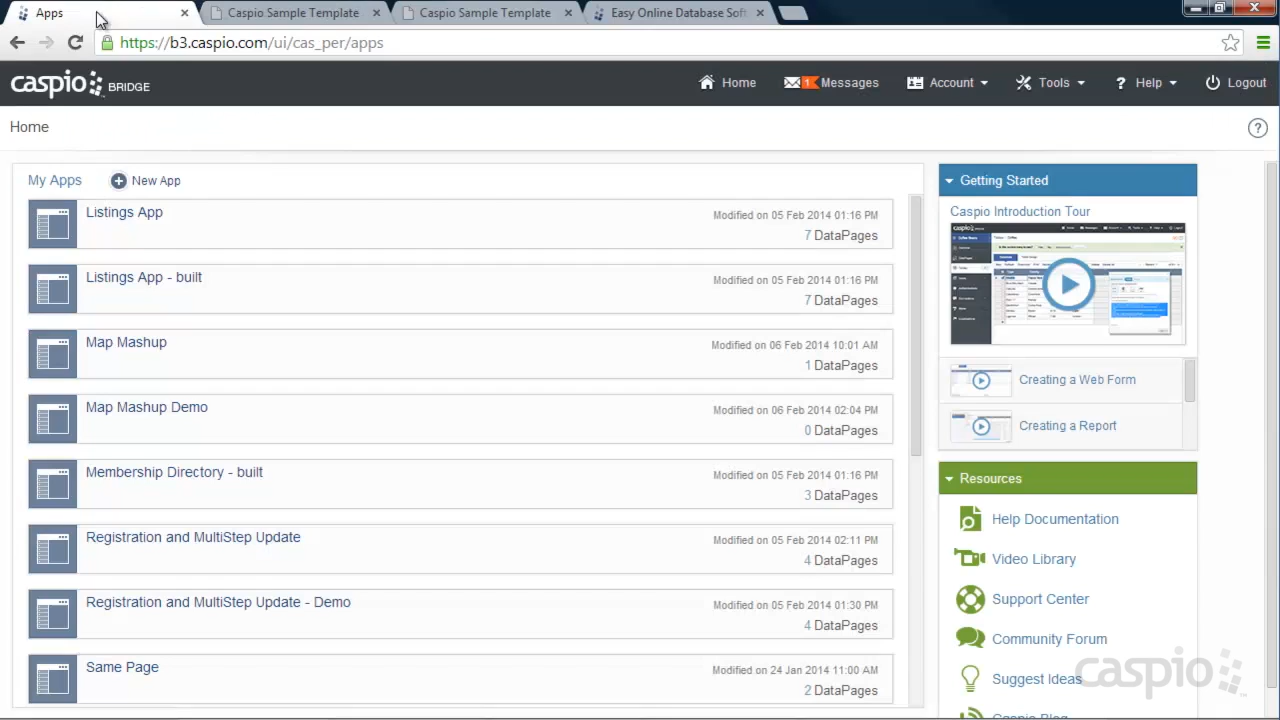 Apps
Caspio Sample Template
Caspio Sample Template
Easy Online Database Soft
https://b3.caspio.com/ui/cas_per/apps
caspio BRIDGE
Home
1 Messages
Account
Tools
? Help
Logout
Home
?
My Apps
New App
Listings App
Modified on 05 Feb 2014 01:16 PM
7 DataPages
Listings App - built
Modified on 05 Feb 2014 01:16 PM
7 DataPages
Map Mashup
Modified on 06 Feb 2014 10:01 AM
1 DataPages
Map Mashup Demo
Modified on 06 Feb 2014 02:04 PM
0 DataPages
Membership Directory - built
Modified on 05 Feb 2014 01:16 PM
3 DataPages
Registration and MultiStep Update
Modified on 05 Feb 2014 02:11 PM
4 DataPages
Registration and MultiStep Update - Demo
Modified on 05 Feb 2014 01:30 PM
4 DataPages
Same Page
Modified on 24 Jan 2014 11:00 AM
2 DataPages
Getting Started
Caspio Introduction Tour
Creating a Web Form
Creating a Report
Resources
Help Documentation
Video Library
Support Center
Community Forum
Suggest Ideas
Caspio Blog
caspio